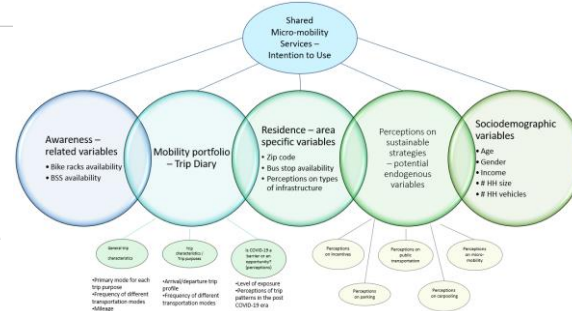 Shared
Micro-mobility
Services –
Intention to Use
Awareness –
related variables
• Bike racks availability
• BSS availability
Mobility portfolio
– Trip Diary
Residence – area
specific variables
• Zip code
• Bus stop availability
• Perceptions on types
of infrastructure
Perceptions on
sustainable
strategies
– potential
endogenous
variables
Sociodemographic
variables
• Age
• Gender
• Income
• # HH size
• # HH vehicles
General trip
characteristics
•Primary mode for each
trip purpose
•Frequency of different
transportation modes
•Mileage
Trip
characteristics /
Trip purposes
•Arrival/departure trip
profile
•Frequency of different
transportation modes
Is COVID-19 a
barrier or an
opportunity?
(perceptions)
•Level of exposure
•Perceptions of trip
patterns in the post
COVID-19 era
Perceptions
on incentives
Perceptions on
public
transportation
Perceptions
on micro-
mobility
Perceptions
on parking
Perceptions
on carpooling